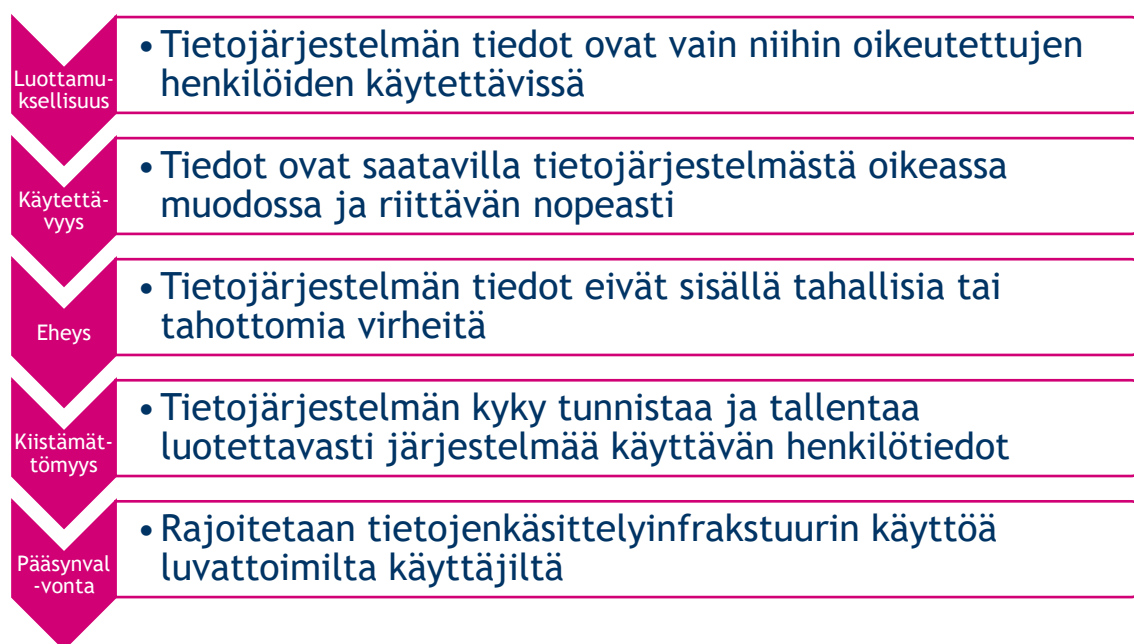 Luottamu-
ksellisuus
• Tietojärjestelmän tiedot ovat vain niihin oikeutettujen
henkilöiden käytettävissä
Käytettä-
vyys
• Tiedot ovat saatavilla tietojärjestelmästä oikeassa
muodossa ja riittävän nopeasti
Eheys
• Tietojärjestelmän tiedot eivät sisällä tahallisia tai
tahottomia virheitä
Kiistämät-
tömyys
• Tietojärjestelmän kyky tunnistaa ja tallentaa
luotettavasti järjestelmää käyttävän henkilötiedot
Pääsynval
-vonta
• Rajoitetaan tietojenkäsittelyinfrakstuurin käyttöä
luvattoimilta käyttäjiltä